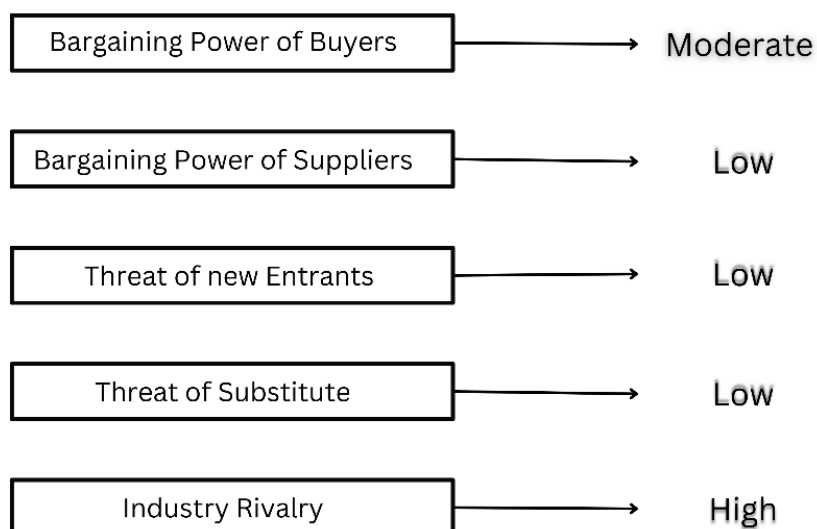 Bargaining Power of Buyers Moderate
Bargaining Power of Suppliers Low
Threat of new Entrants Low
Threat of Substitute Low
Industry Rivalry High